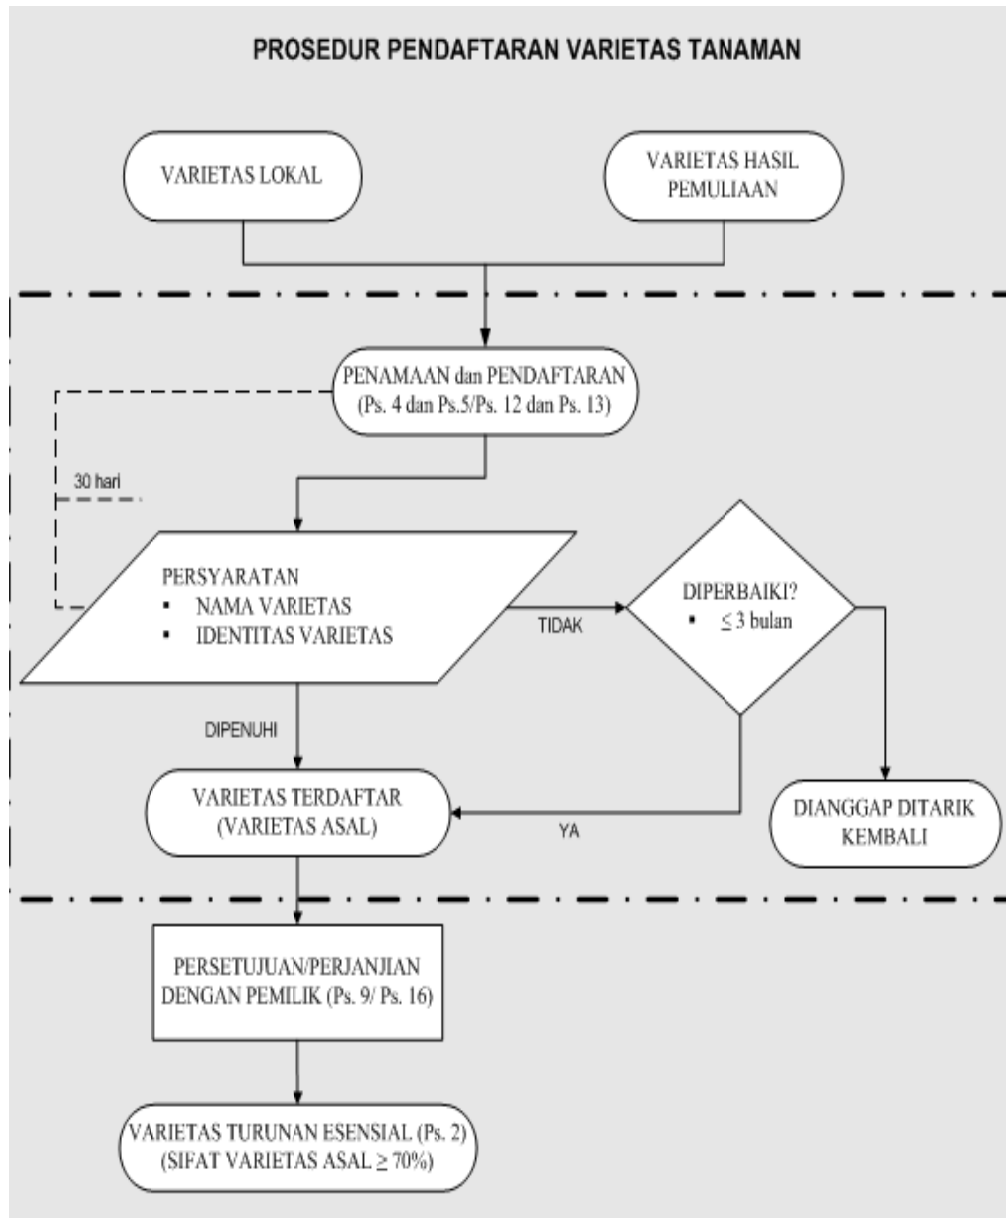 PROSEDUR PENDAFTARAN VARIETAS TANAMAN
VARIETAS LOKAL
VARIETAS HASIL
PEMULIAAN
PENAMAAN dan PENDAFTARAN
(Ps. 4 dan Ps.5/Ps. 12 dan Ps. 13)
30 hari
PERSYARATAN
▪ NAMA VARIETAS
▪ IDENTITAS VARIETAS
TIDAK
DIPERBAIKI?
▪ ≤ 3 bulan
DIPENUHI
VARIETAS TERDAFTAR
(VARIETAS ASAL)
YA
DIANGGAP DITARIK
KEMBALI
PERSETUJUAN/PERJANJIAN
DENGAN PEMILIK (Ps. 9/ Ps. 16)
VARIETAS TURUNAN ESENSIAL (Ps. 2)
(SIFAT VARIETAS ASAL ≥ 70%)